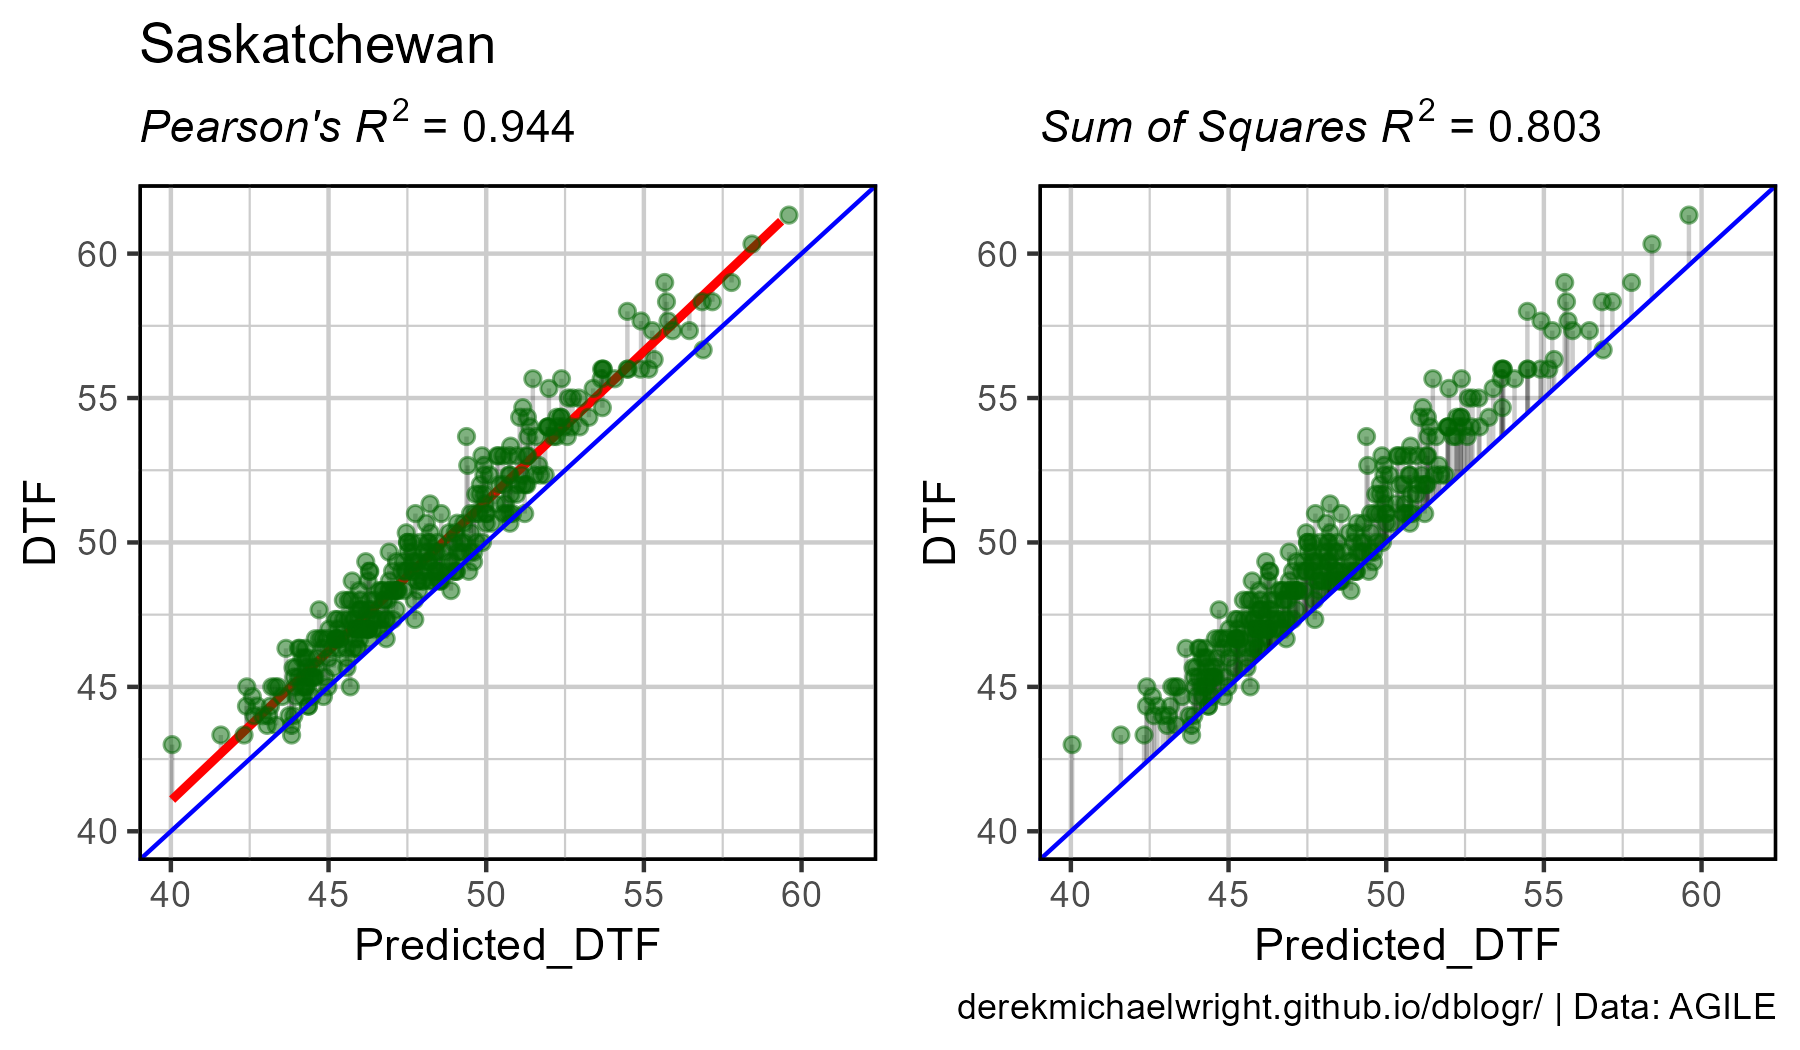 Saskatchewan
Pearson's R² = 0.944
Sum of Squares R² = 0.803
60
55
50
45
40
DTF
40 45 50 55 60
Predicted_DTF
60
55
50
45
40
DTF
40 45 50 55 60
Predicted_DTF
derekmichaelwright.github.io/dblogr/ | Data: AGILE